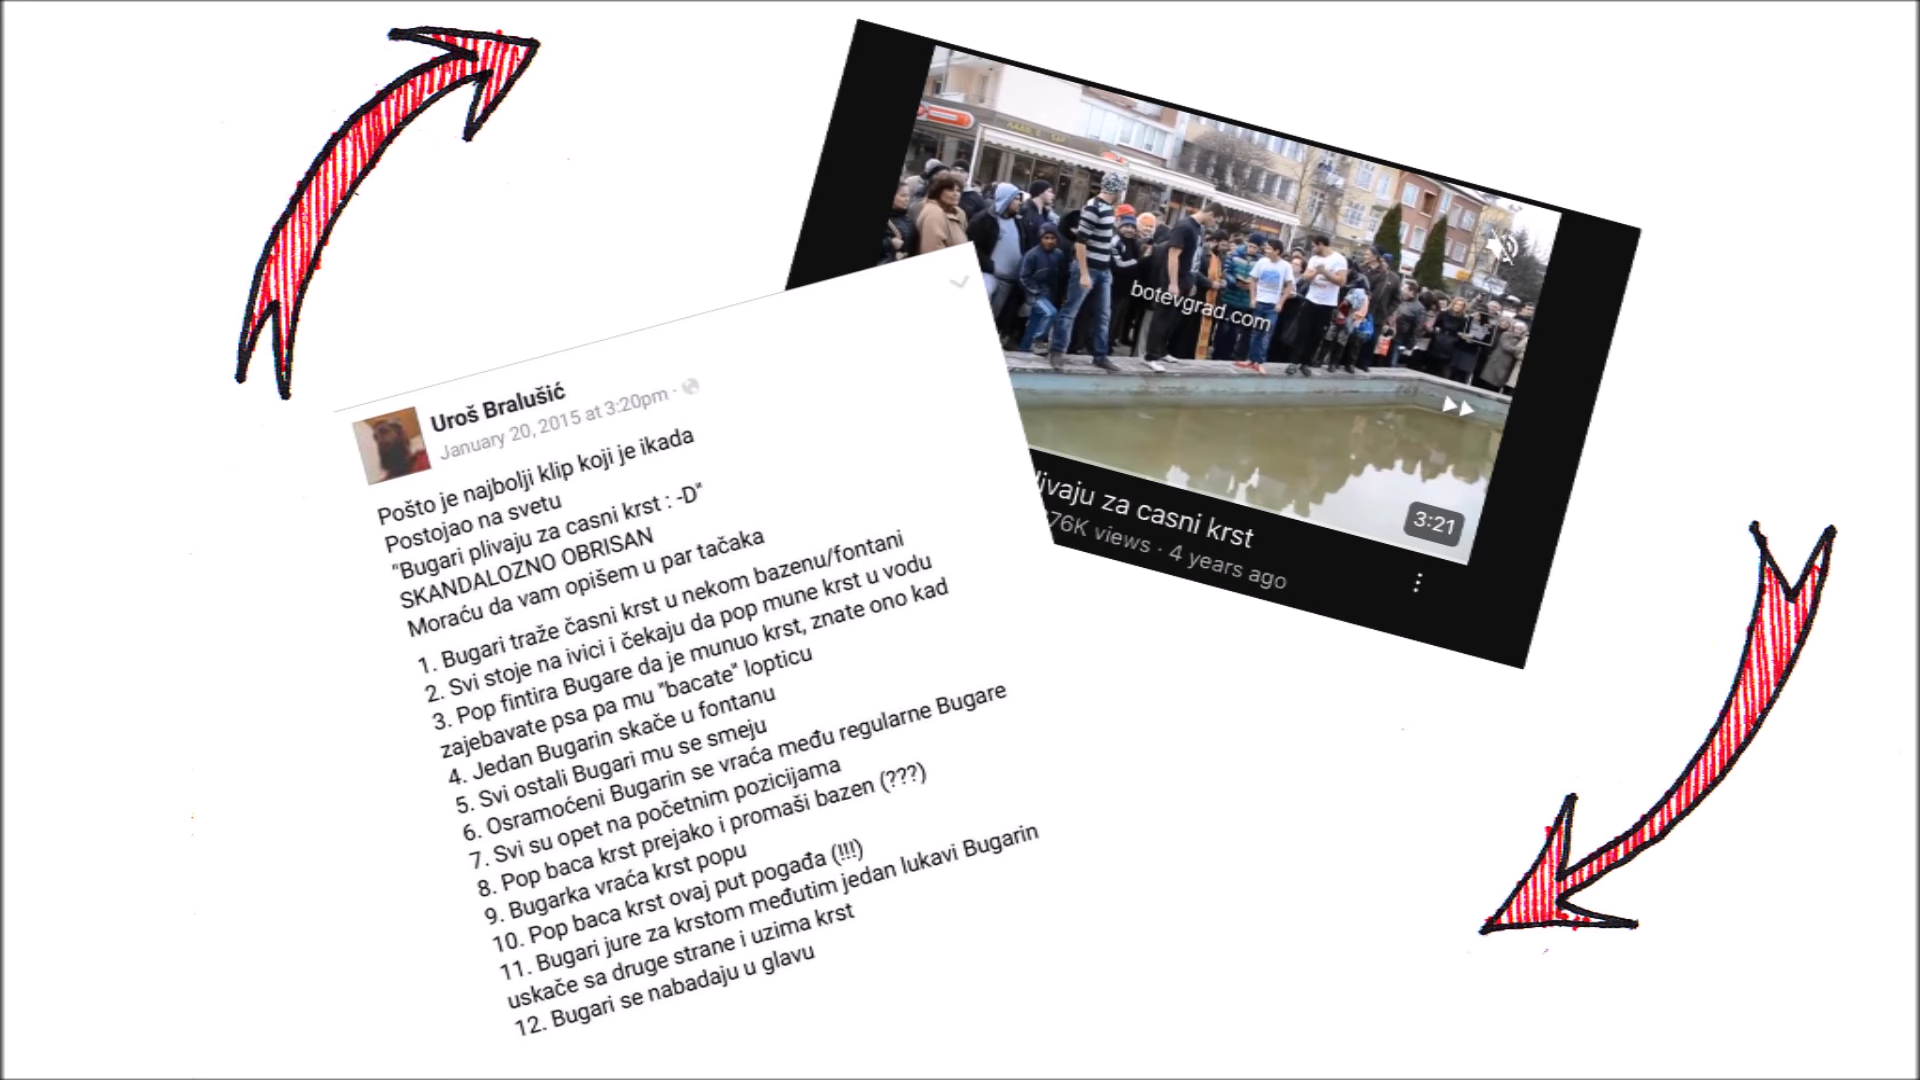 Uroš Bralušić
January 20, 2015 at 3:20pm ·
Pošto je najbolji klip koji je ikada
Postojao na svetu
"Bugari plivaju za casni krst : -D"
SKANDALOZNO OBRISAN
Moraću da vam opišem u par tačaka
1. Bugari traže časni krst u nekom bazenu/fontani
2. Svi stoje na ivici i čekaju da pop mune krst u vodu
3. Pop fintira Bugare da je munuo krst, znate ono kad
zajebavate psa pa mu "bacate" lopticu
4. Jedan Bugarin skače u fontanu
5. Svi ostali Bugari mu se smeju
6. Osramoćeni Bugarin se vraća među regularne Bugare
7. Svi su opet na početnim pozicijama
8. Pop baca krst prejako i promaši bazen (???)
9. Bugarka vraća krst popu
10. Pop baca krst ovaj put pogađa (!!!)
11. Bugari jure za krstom međutim jedan lukavi Bugarin
uskače sa druge strane i uzima krst
12. Bugari se nabadaju u glavu
botevgrad.com
3:21
livaju za casni krst
76K views · 4 years ago